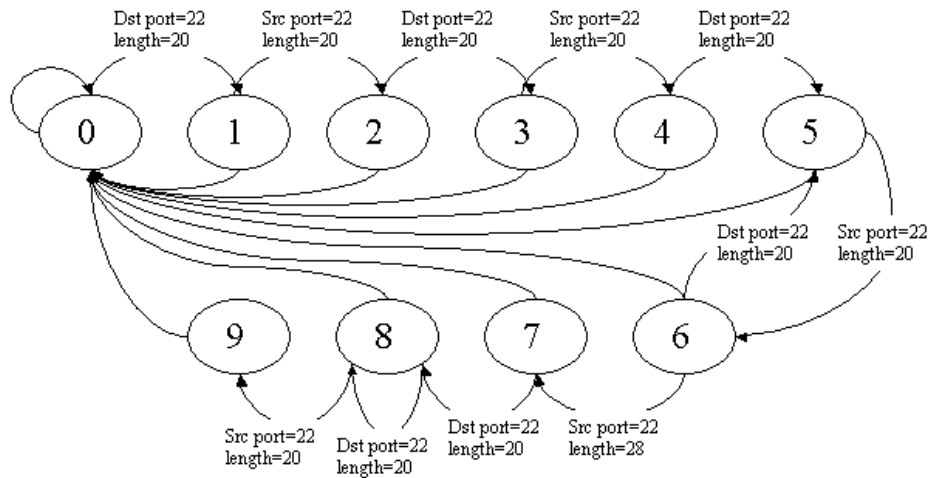 Dst port=22
length=20
Src port=22
length=20
Dst port=22
length=20
Src port=22
length=20
Dst port=22
length=20
0
1
2
3
4
5
Dst port=22
length=20
Src port=22
length=20
9
8
7
6
Src port=22
length=20
Dst port=22
length=20
Dst port=22
length=20
Src port=22
length=28